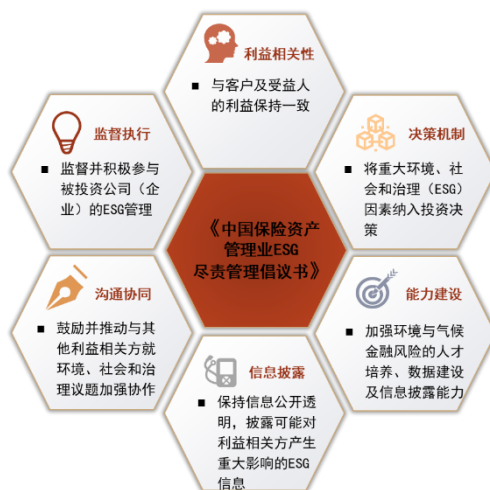 利益相关性
■ 与客户及受益人
的利益保持一致
监督执行
■ 监督并积极参与
被投资公司（企
业）的ESG管理
决策机制
■ 将重大环境、社
会和治理（ESG）
因素纳入投资决
策
《中国保险资产
管理业ESG
尽责管理倡议书》
沟通协同
■ 鼓励并推动与其
他利益相关方就
环境、社会和治
理议题加强协作
能力建设
■ 加强环境与气候
金融风险的人才
培养、数据建设
及信息披露能力
信息披露
■ 保持信息公开透
明，披露可能对
利益相关方产生
重大影响的ESG
信息